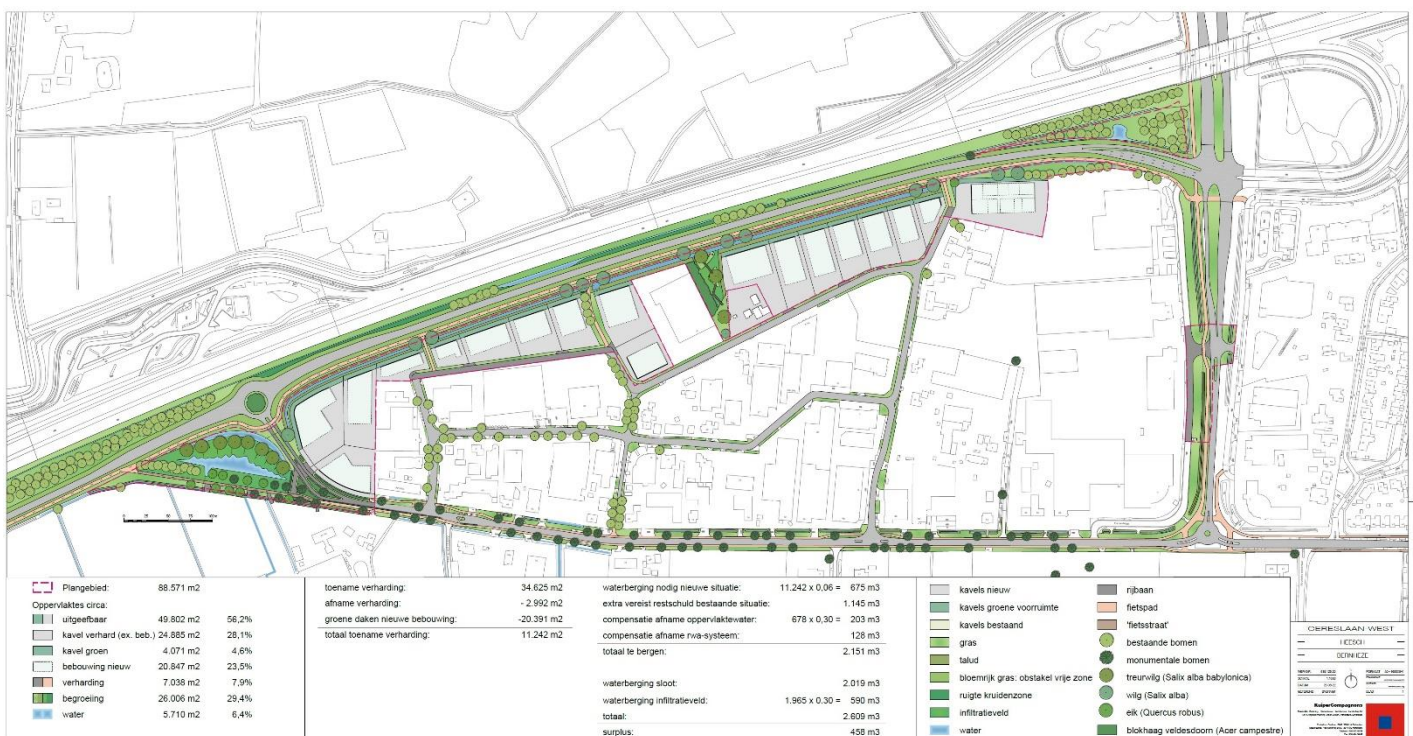 Plangebied: 88.571 m2
Oppervlaktes circa:
uitgeefbaar 49.802 m2 56,2%
kavel verhard (ex. beb.) 24.885 m2 28,1%
kavel groen 4.071 m2 4,6%
bebouwing nieuw 20.847 m2 23,5%
verharding 7.038 m2 7,9%
begroeiing 26.006 m2 29,4%
water 5.710 m2 6,4%
toename verharding: 34.625 m2
afname verharding: - 2.992 m2
groene daken nieuwe bebouwing: -20.391 m2
totaal toename verharding: 11.242 m2
waterberging nodig nieuwe situatie: 11.242 x 0,06 = 675 m3
extra vereist restschuld bestaande situatie: 1.145 m3
compensatie afname oppervlaktewater: 678 x 0,30 = 203 m3
compensatie afname rwa-systeem: 128 m3
totaal te bergen: 2.151 m3
waterberging sloot: 2.019 m3
waterberging infiltratieveld: 1.965 x 0.30 = 590 m3
totaal: 2.609 m3
surplus: 458 m3
kavels nieuw
kavels groene voorruimte
kavels bestaand
gras
talud
bloemrijk gras: obstakel vrije zone
ruigte kruidenzone
infiltratieveld
water
rijbaan
fietspad
'fietsstraat'
bestaande bomen
monumentale bomen
treurwilg (Salix alba babylonica)
wilg (Salix alba)
eik (Quercus robus)
blokhaag veldesdoorn (Acer campestre)
CERESLAAN WEST
HEESCH
BERNHEZE
KuiperCompagnons